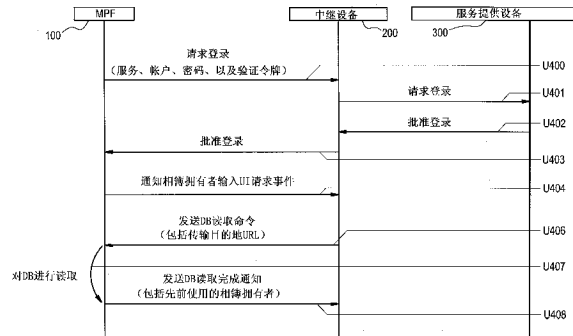 MPF
中继设备
服务提供设备
100
200
300
请求登录
(服务、帐户、密码、以及验证令牌)
U400
请求登录
U401
批准登录
U402
批准登录
U403
通知相簿拥有者输入UI请求事件
U404
发送DB读取命令
(包括传输目的地URL)
U406
对DB进行读取
U407
发送DB读取完成通知
(包括先前使用的相簿拥有者)
U408